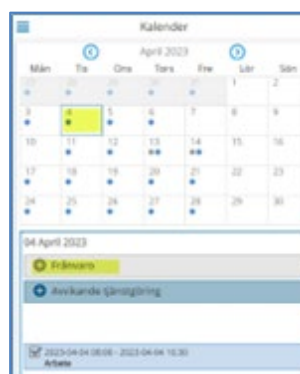 Kalender
April 2023
Mån Tis Ons Tors Fre Lör Sön
1 2
3 4 5 6 7 8 9
10 11 12 13 14 15 16
17 18 19 20 21 22 23
24 25 26 27 28 29 30
04 April 2023
Frånvaro
Avvikande tjänstgöring
2023-04-04 08:08 - 2023-04-04 16:30
Arbete